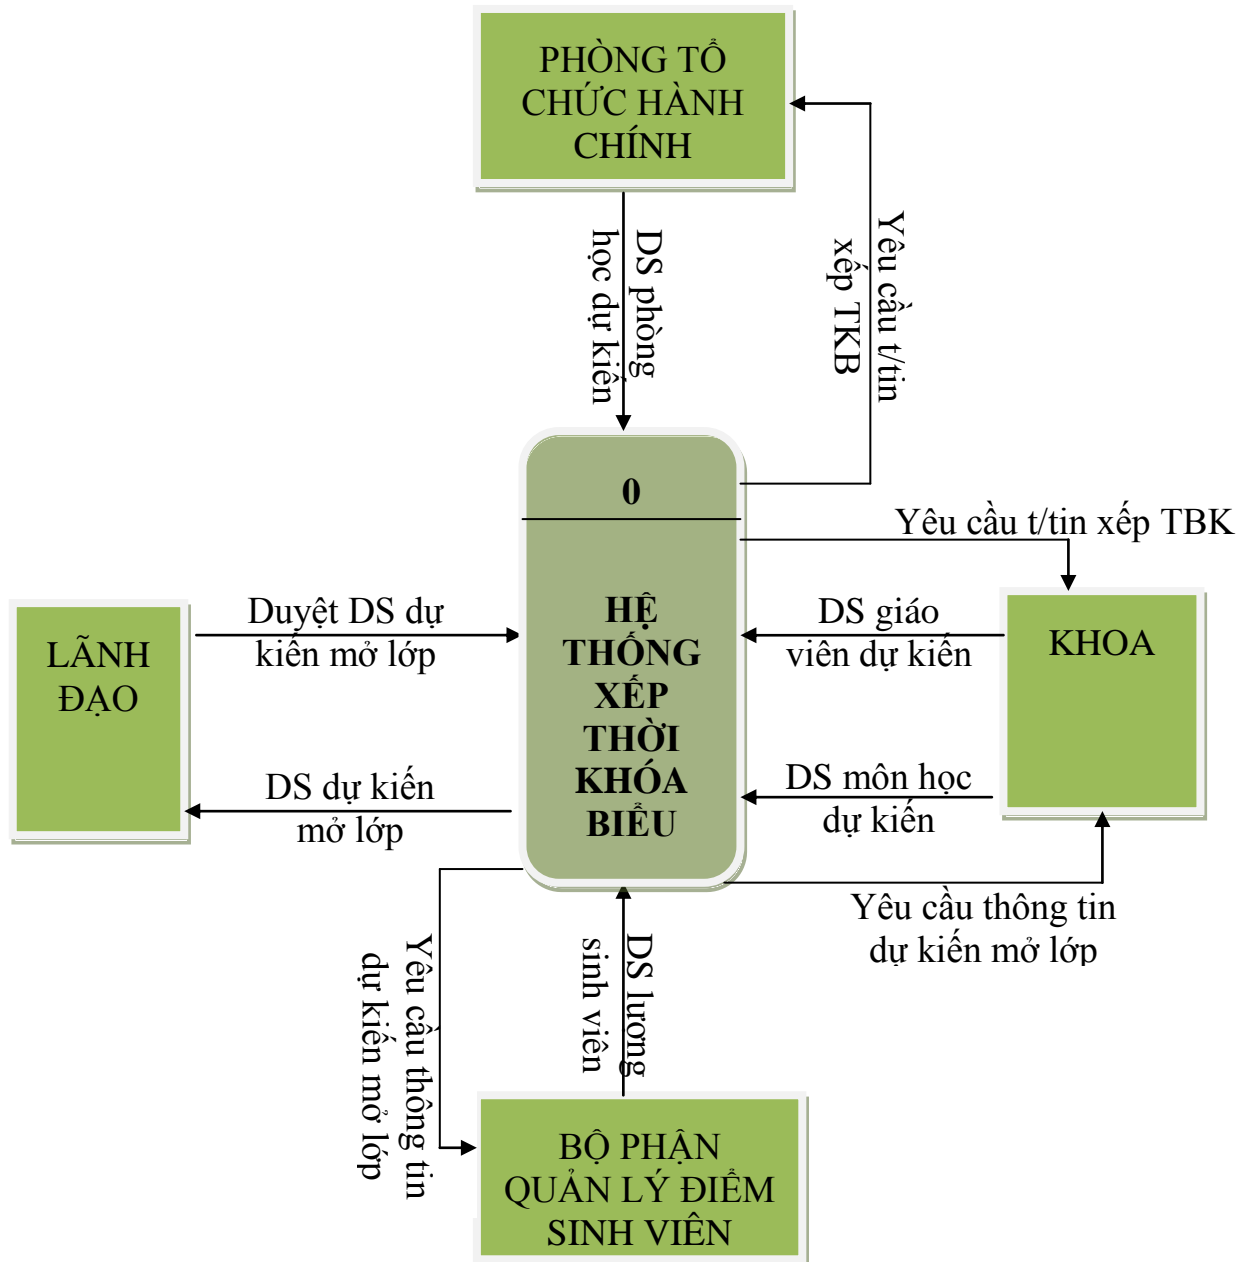 PHÒNG TỔ
CHỨC HÀNH
CHÍNH
DS phòng
học dự kiến
Yêu cầu t/tin
xếp TKB
0
HỆ
THỐNG
XẾP
THỜI
KHÓA
BIỂU
Yêu cầu t/tin xếp TBK
LÃNH
ĐẠO
Duyệt DS dự
kiến mở lớp
DS giáo
viên dự kiến
KHOA
DS dự kiến
mở lớp
DS môn học
dự kiến
Yêu cầu thông tin
dự kiến mở lớp
Yêu cầu thông tin
dự kiến mở lớp
DS lương
sinh viên
BỘ PHẬN
QUẢN LÝ ĐIỂM
SINH VIÊN